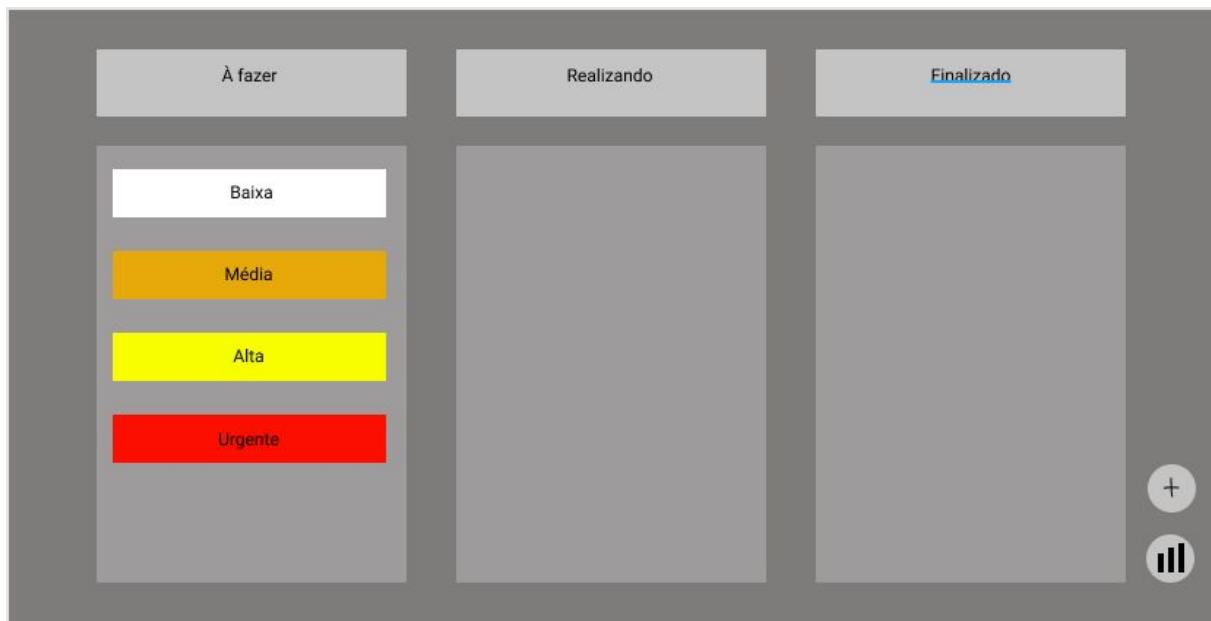 À fazer
Realizando
Finalizado
Baixa
Média
Alta
Urgente
+